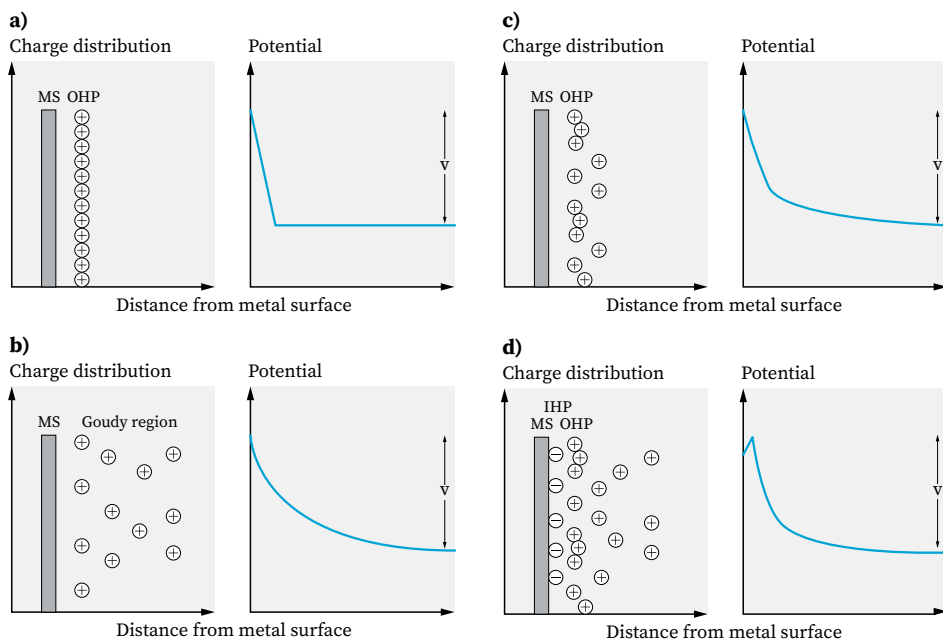 a)
Charge distribution
Potential
MS OHP
V
Distance from metal surface
c)
Charge distribution
Potential
MS OHP
V
Distance from metal surface
b)
Charge distribution
Potential
MS
Goudy region
V
Distance from metal surface
d)
Charge distribution
Potential
IHP
MS OHP
V
Distance from metal surface